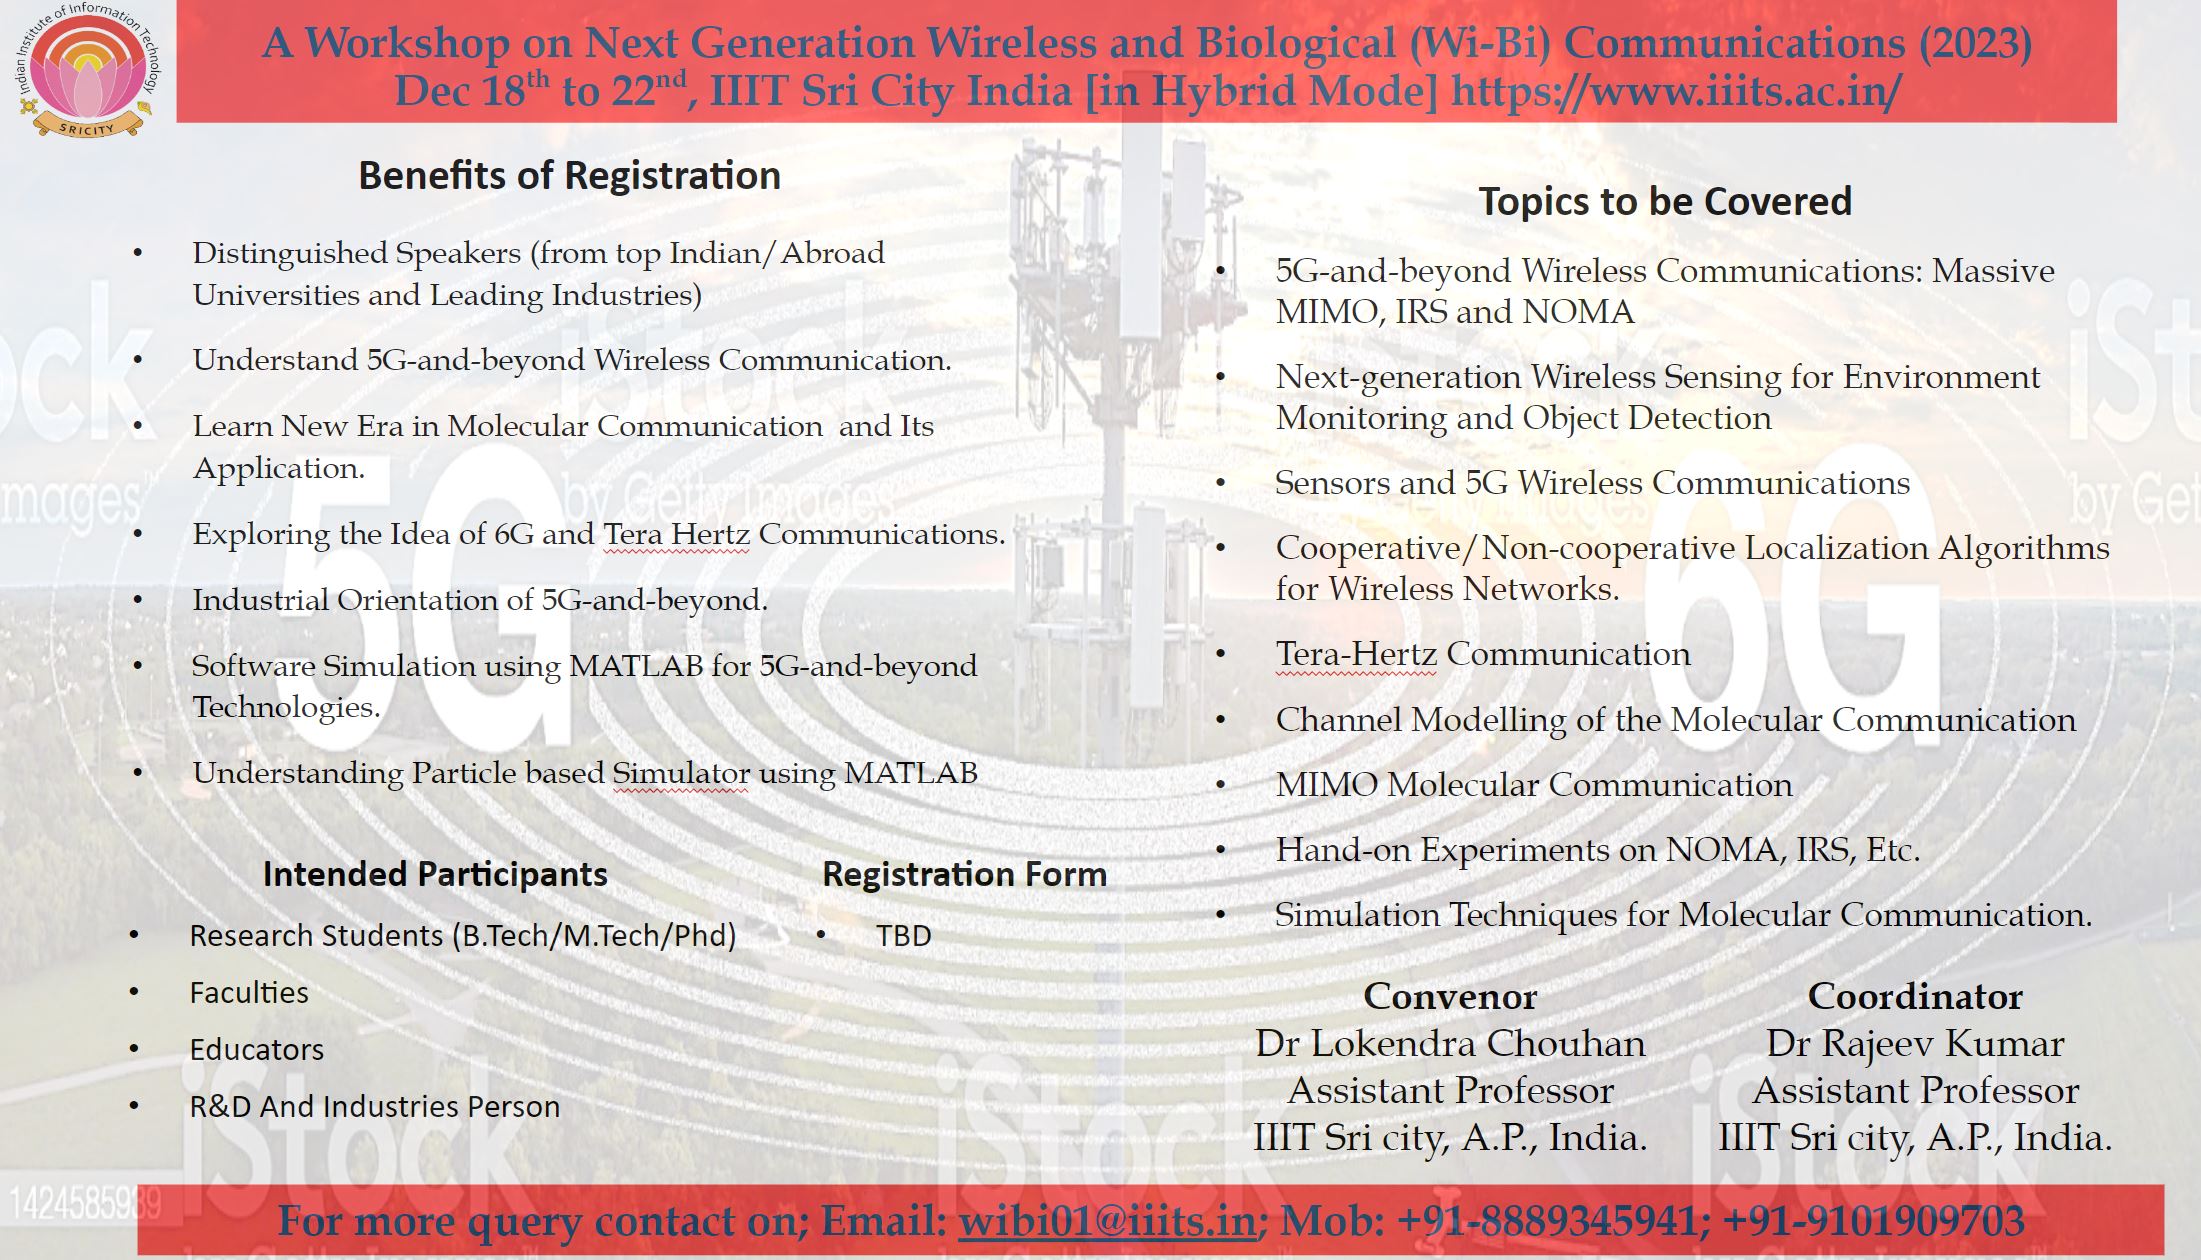 Indian Institute of Information Technology
SRICITY
A Workshop on Next Generation Wireless and Biological (Wi-Bi) Communications (2023)
Dec 18th to 22nd, IIIT Sri City India [in Hybrid Mode] https://www.iiits.ac.in/
Benefits of Registration
• Distinguished Speakers (from top Indian/Abroad
Universities and Leading Industries)
• Understand 5G-and-beyond Wireless Communication.
• Learn New Era in Molecular Communication and Its
Application.
• Exploring the Idea of 6G and Tera Hertz Communications.
• Industrial Orientation of 5G-and-beyond.
• Software Simulation using MATLAB for 5G-and-beyond
Technologies.
• Understanding Particle based Simulator using MATLAB
Intended Participants
• Research Students (B.Tech/M.Tech/Phd)
• Faculties
• Educators
• R&D And Industries Person
Registration Form
• TBD
Topics to be Covered
• 5G-and-beyond Wireless Communications: Massive
MIMO, IRS and NOMA
• Next-generation Wireless Sensing for Environment
Monitoring and Object Detection
• Sensors and 5G Wireless Communications
• Cooperative/Non-cooperative Localization Algorithms
for Wireless Networks.
• Tera-Hertz Communication
• Channel Modelling of the Molecular Communication
• MIMO Molecular Communication
• Hand-on Experiments on NOMA, IRS, Etc.
• Simulation Techniques for Molecular Communication.
Convenor
Dr Lokendra Chouhan
Assistant Professor
IIIT Sri city, A.P., India.
Coordinator
Dr Rajeev Kumar
Assistant Professor
IIIT Sri city, A.P., India.
For more query contact on; Email: wibi01@iiits.in; Mob: +91-8889345941; +91-9101909703
5G
6G
iStock
by Getty Images
iStock
iStock
iStock
1424585939